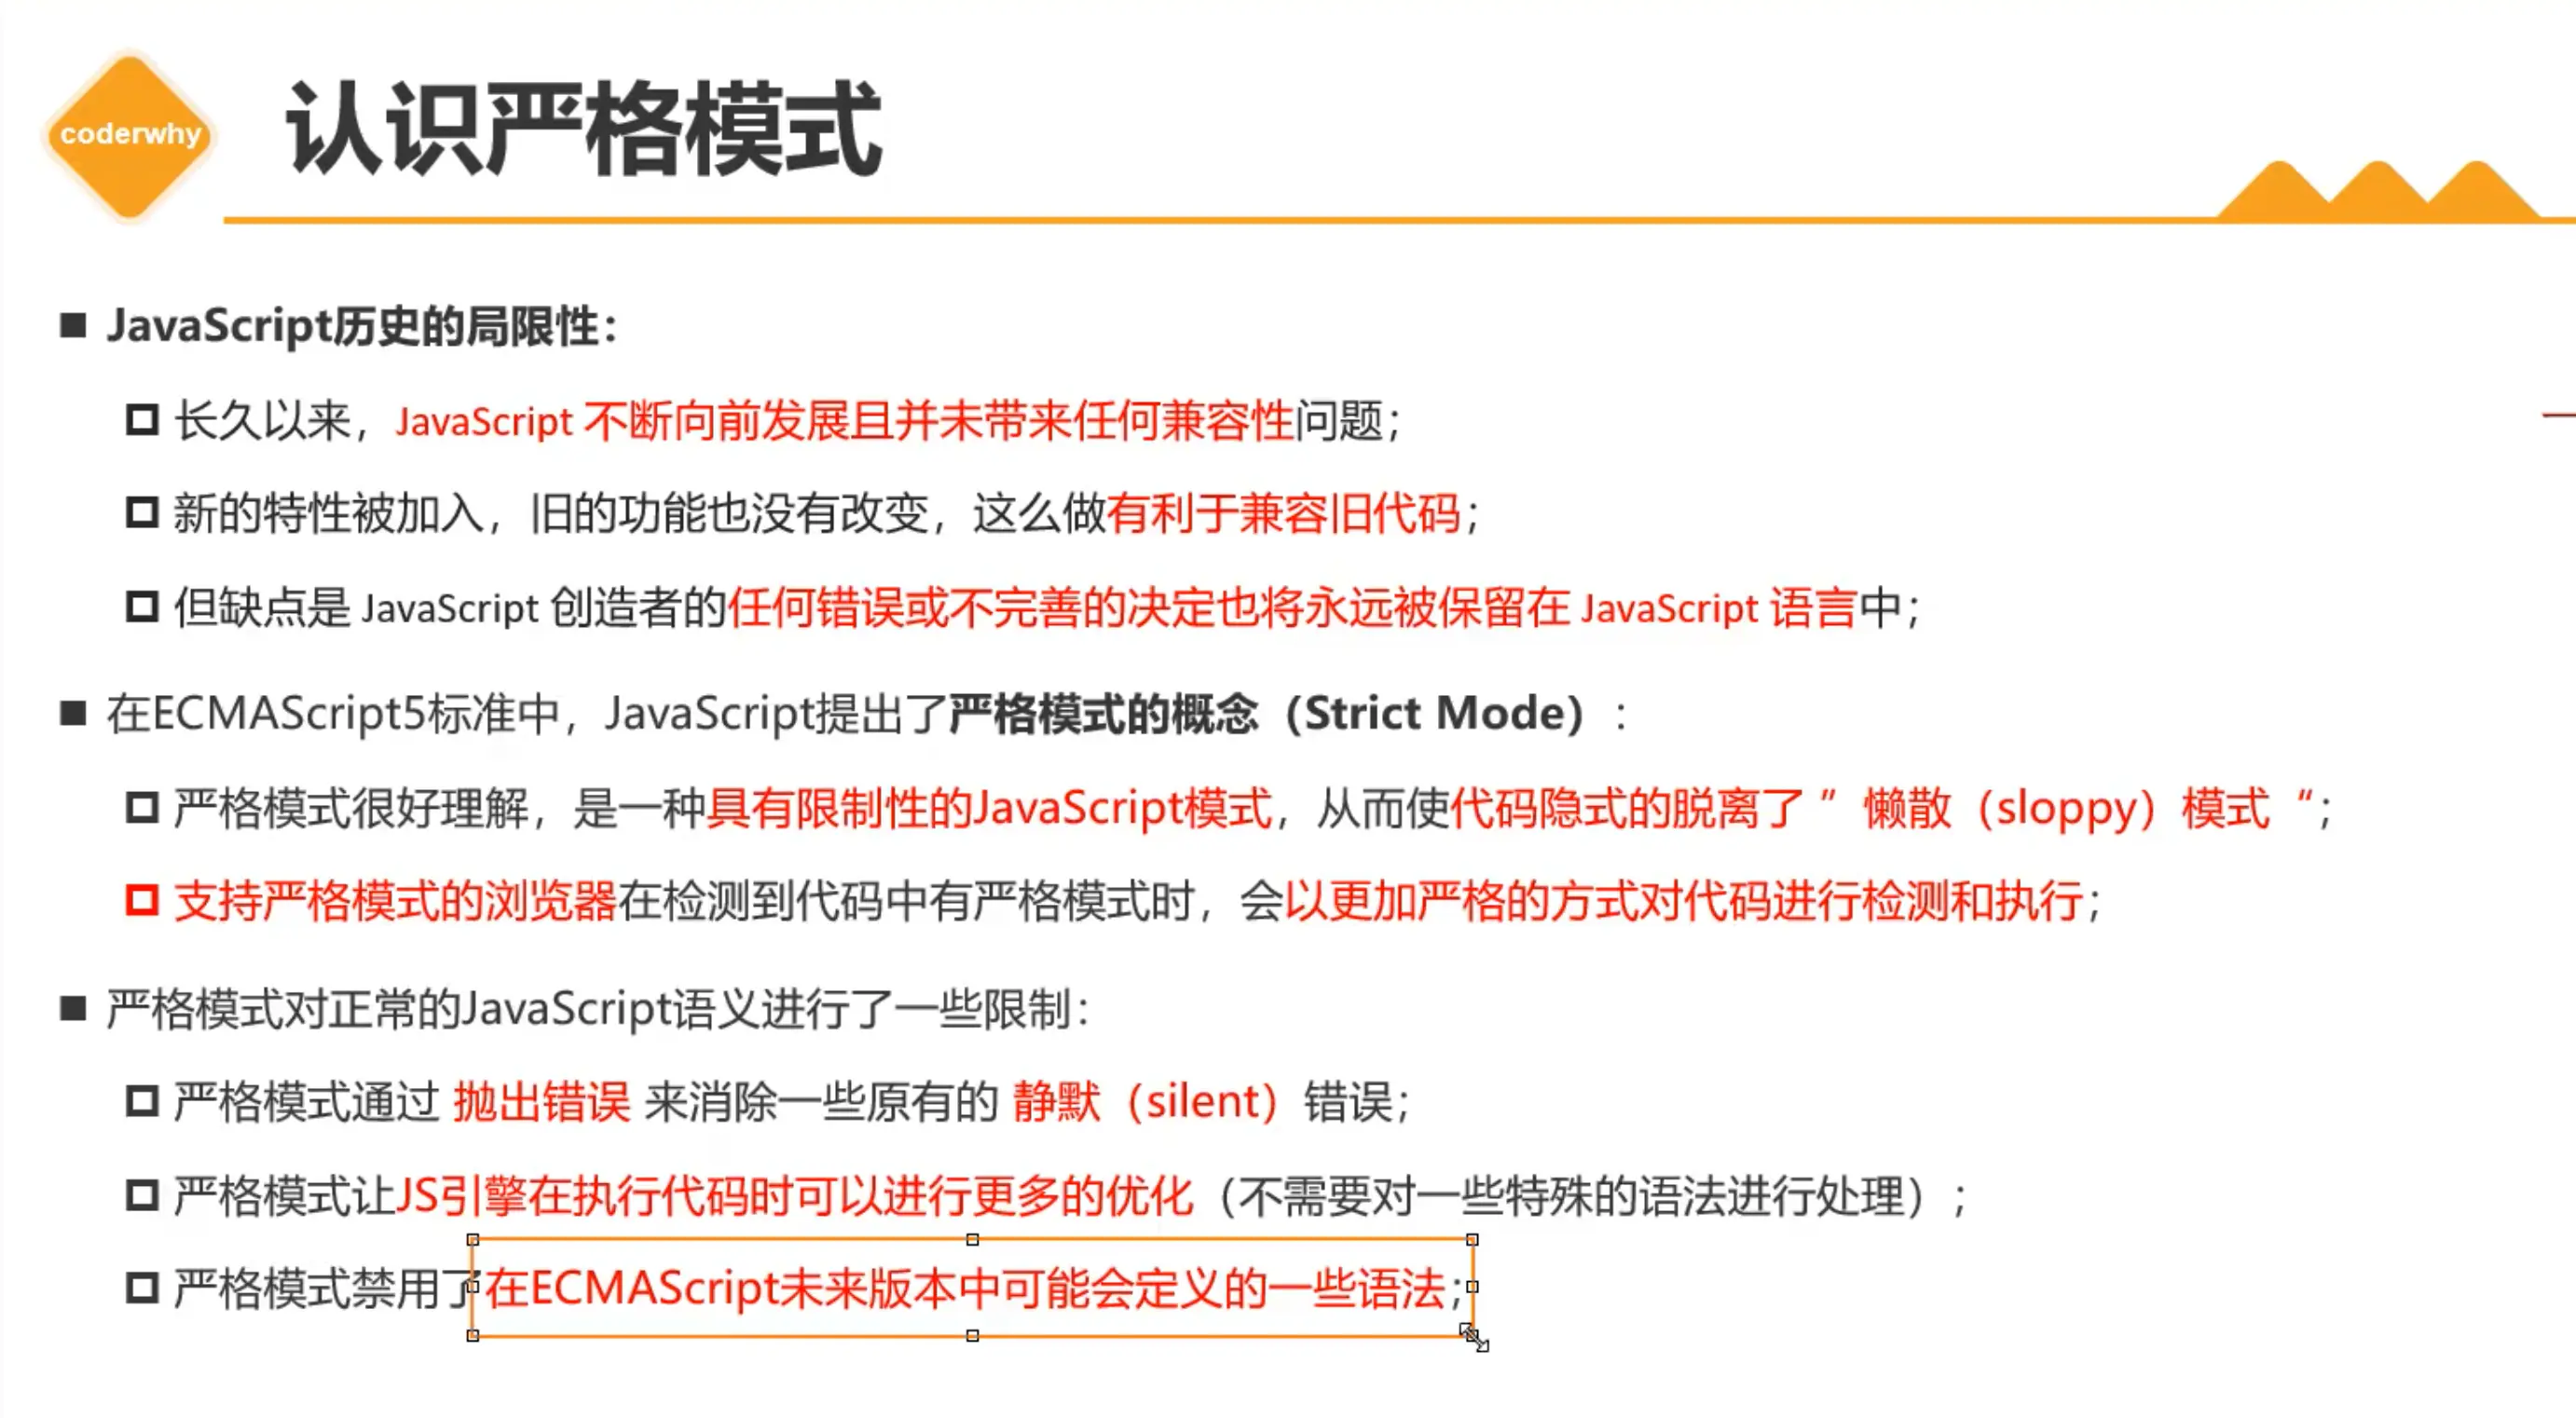 coderwhy
认识严格模式
JavaScript历史的局限性：
长久以来，JavaScript 不断向前发展且并未带来任何兼容性问题；
新的特性被加入，旧的功能也没有改变，这么做有利于兼容旧代码；
但缺点是 JavaScript 创造者的任何错误或不完善的决定也将永远被保留在 JavaScript 语言中；
在ECMAScript5标准中，JavaScript提出了严格模式的概念（Strict Mode）：
严格模式很好理解，是一种具有限制性的JavaScript模式，从而使代码隐式的脱离了 ” 懒散（sloppy）模式 “；
支持严格模式的浏览器在检测到代码中有严格模式时，会以更加严格的方式对代码进行检测和执行；
严格模式对正常的JavaScript语义进行了一些限制：
严格模式通过 抛出错误 来消除一些原有的 静默（silent）错误；
严格模式让JS引擎在执行代码时可以进行更多的优化（不需要对一些特殊的语法进行处理）；
严格模式禁用了在ECMAScript未来版本中可能会定义的一些语法；